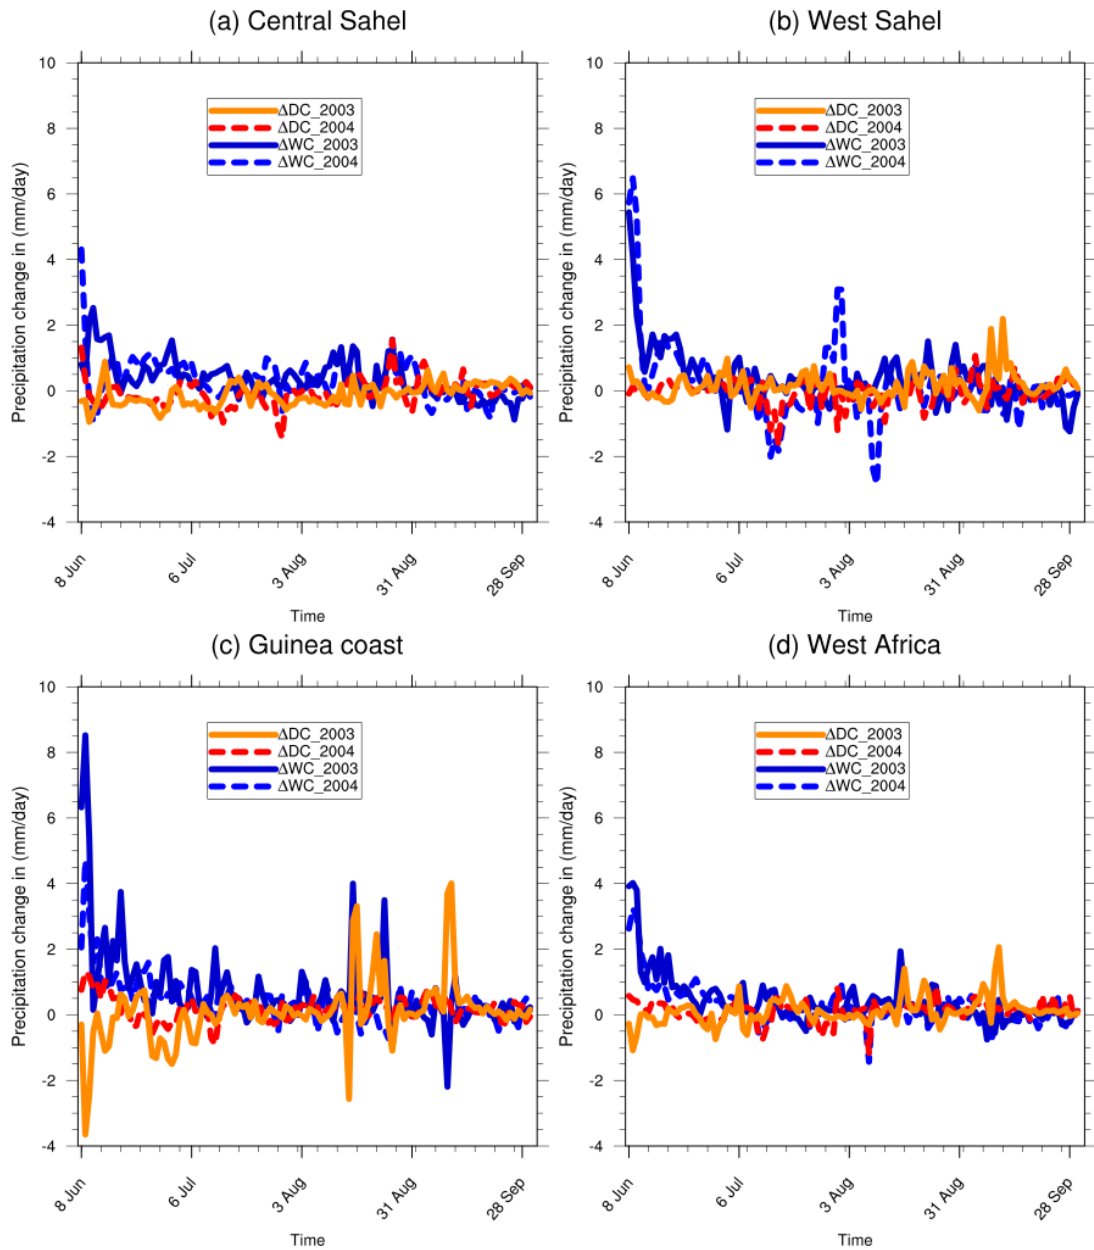 (a) Central Sahel
Precipitation change in (mm/day)
10
8
6
4
2
0
-2
-4
ΔDC_2003
ΔDC_2004
ΔWC_2003
ΔWC_2004
8 Jun
6 Jul
3 Aug
31 Aug
28 Sep
Time
(b) West Sahel
Precipitation change in (mm/day)
10
8
6
4
2
0
-2
-4
ΔDC_2003
ΔDC_2004
ΔWC_2003
ΔWC_2004
8 Jun
6 Jul
3 Aug
31 Aug
28 Sep
Time
(c) Guinea coast
Precipitation change in (mm/day)
10
8
6
4
2
0
-2
-4
ΔDC_2003
ΔDC_2004
ΔWC_2003
ΔWC_2004
8 Jun
6 Jul
3 Aug
31 Aug
28 Sep
Time
(d) West Africa
Precipitation change in (mm/day)
10
8
6
4
2
0
-2
-4
ΔDC_2003
ΔDC_2004
ΔWC_2003
ΔWC_2004
8 Jun
6 Jul
3 Aug
31 Aug
28 Sep
Time